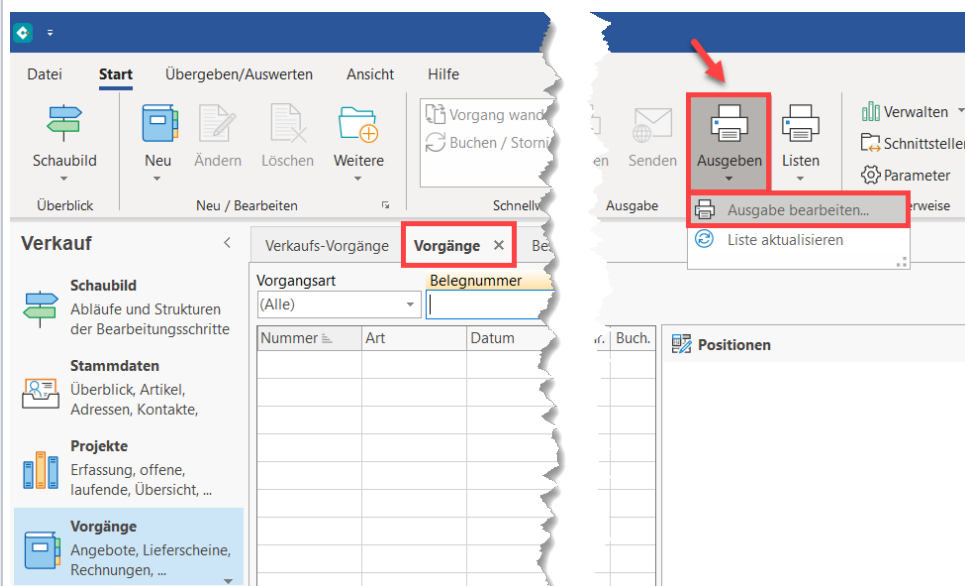 Datei Start Übergeben/Auswerten Ansicht Hilfe
Schaubild
Überblick
Neu Ändern Löschen Weitere
Neu / Bearbeiten
Vorgang wand
Buchen / Storni
Schnellw
en Senden Ausgeben Listen
Ausgabe
Verwalten
Schnittstellen
Parameter
erweise
Ausgabe bearbeiten...
Liste aktualisieren
Verkauf
Schaubild
Abläufe und Strukturen
der Bearbeitungsschritte
Stammdaten
Überblick, Artikel,
Adressen, Kontakte,
Projekte
Erfassung, offene,
laufende, Übersicht, ...
Vorgänge
Angebote, Lieferscheine,
Rechnungen, ...
Verkaufs-Vorgänge Vorgänge × Be
Vorgangsart Belegnummer
(Alle)
Nummer Art Datum r. Buch.
Positionen